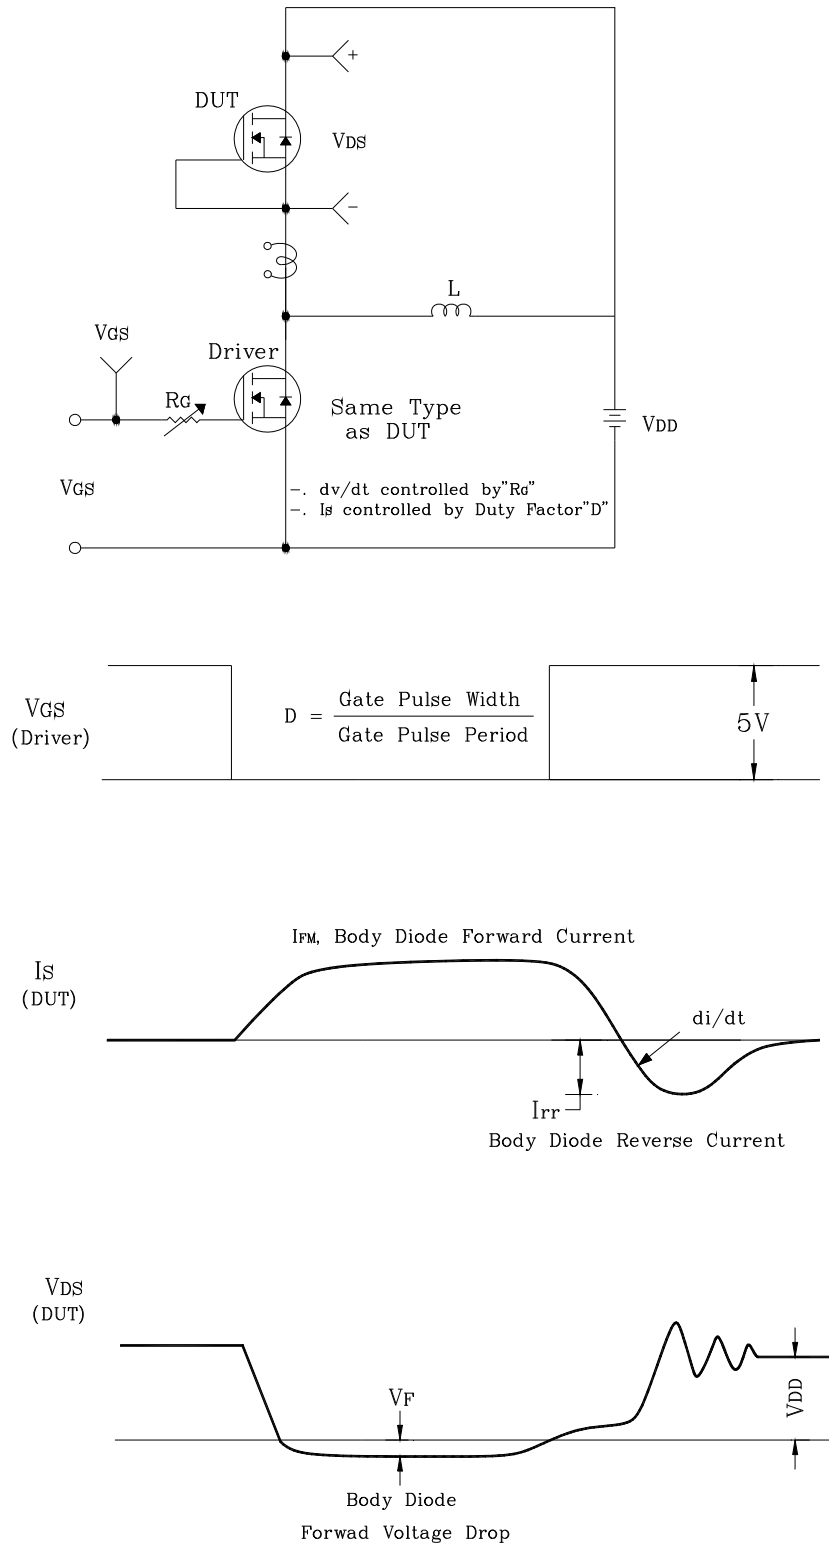 +
DUT
VDS
−
L
VGS
Driver
RG
Same Type
as DUT
VDD
VGS
−. dv/dt controlled by"RG"
−. Is controlled by Duty Factor"D"
VGS
(Driver)
D = Gate Pulse Width
Gate Pulse Period
5V
IFM, Body Diode Forward Current
IS
(DUT)
di/dt
Irr
Body Diode Reverse Current
VDS
(DUT)
VF
VDD
Body Diode
Forwad Voltage Drop